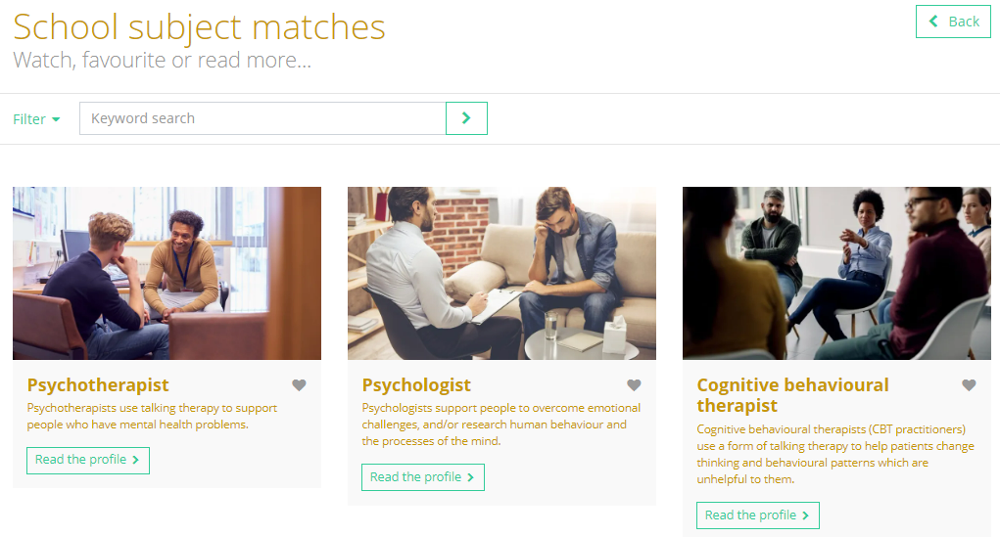 School subject matches
Back
Watch, favourite or read more...
Filter
Keyword search
Psychotherapist
Psychotherapists use talking therapy to support
people who have mental health problems.
Read the profile
Psychologist
Psychologists support people to overcome emotional
challenges, and/or research human behaviour and
the processes of the mind.
Read the profile
Cognitive behavioural
therapist
Cognitive behavioural therapists (CBT practitioners)
use a form of talking therapy to help patients change
thinking and behavioural patterns which are
unhelpful to them.
Read the profile